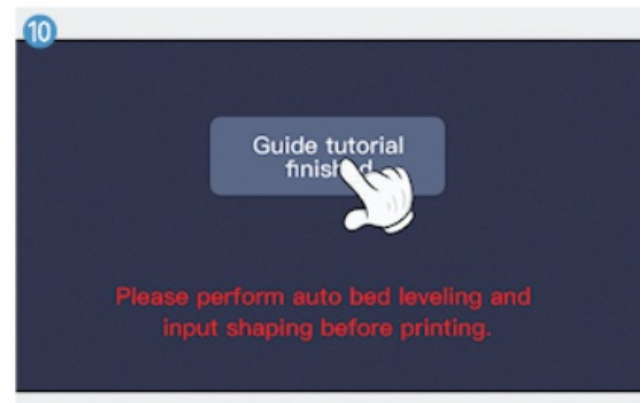 10
Guide tutorial
finished
Please perform auto bed leveling and
input shaping before printing.